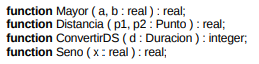 function Mayor ( a, b : real ) : real;
function Distancia ( p1, p2 : Punto ) : real;
function ConvertirDS ( d : Duracion ) : integer;
function Seno ( x : real ) : real;